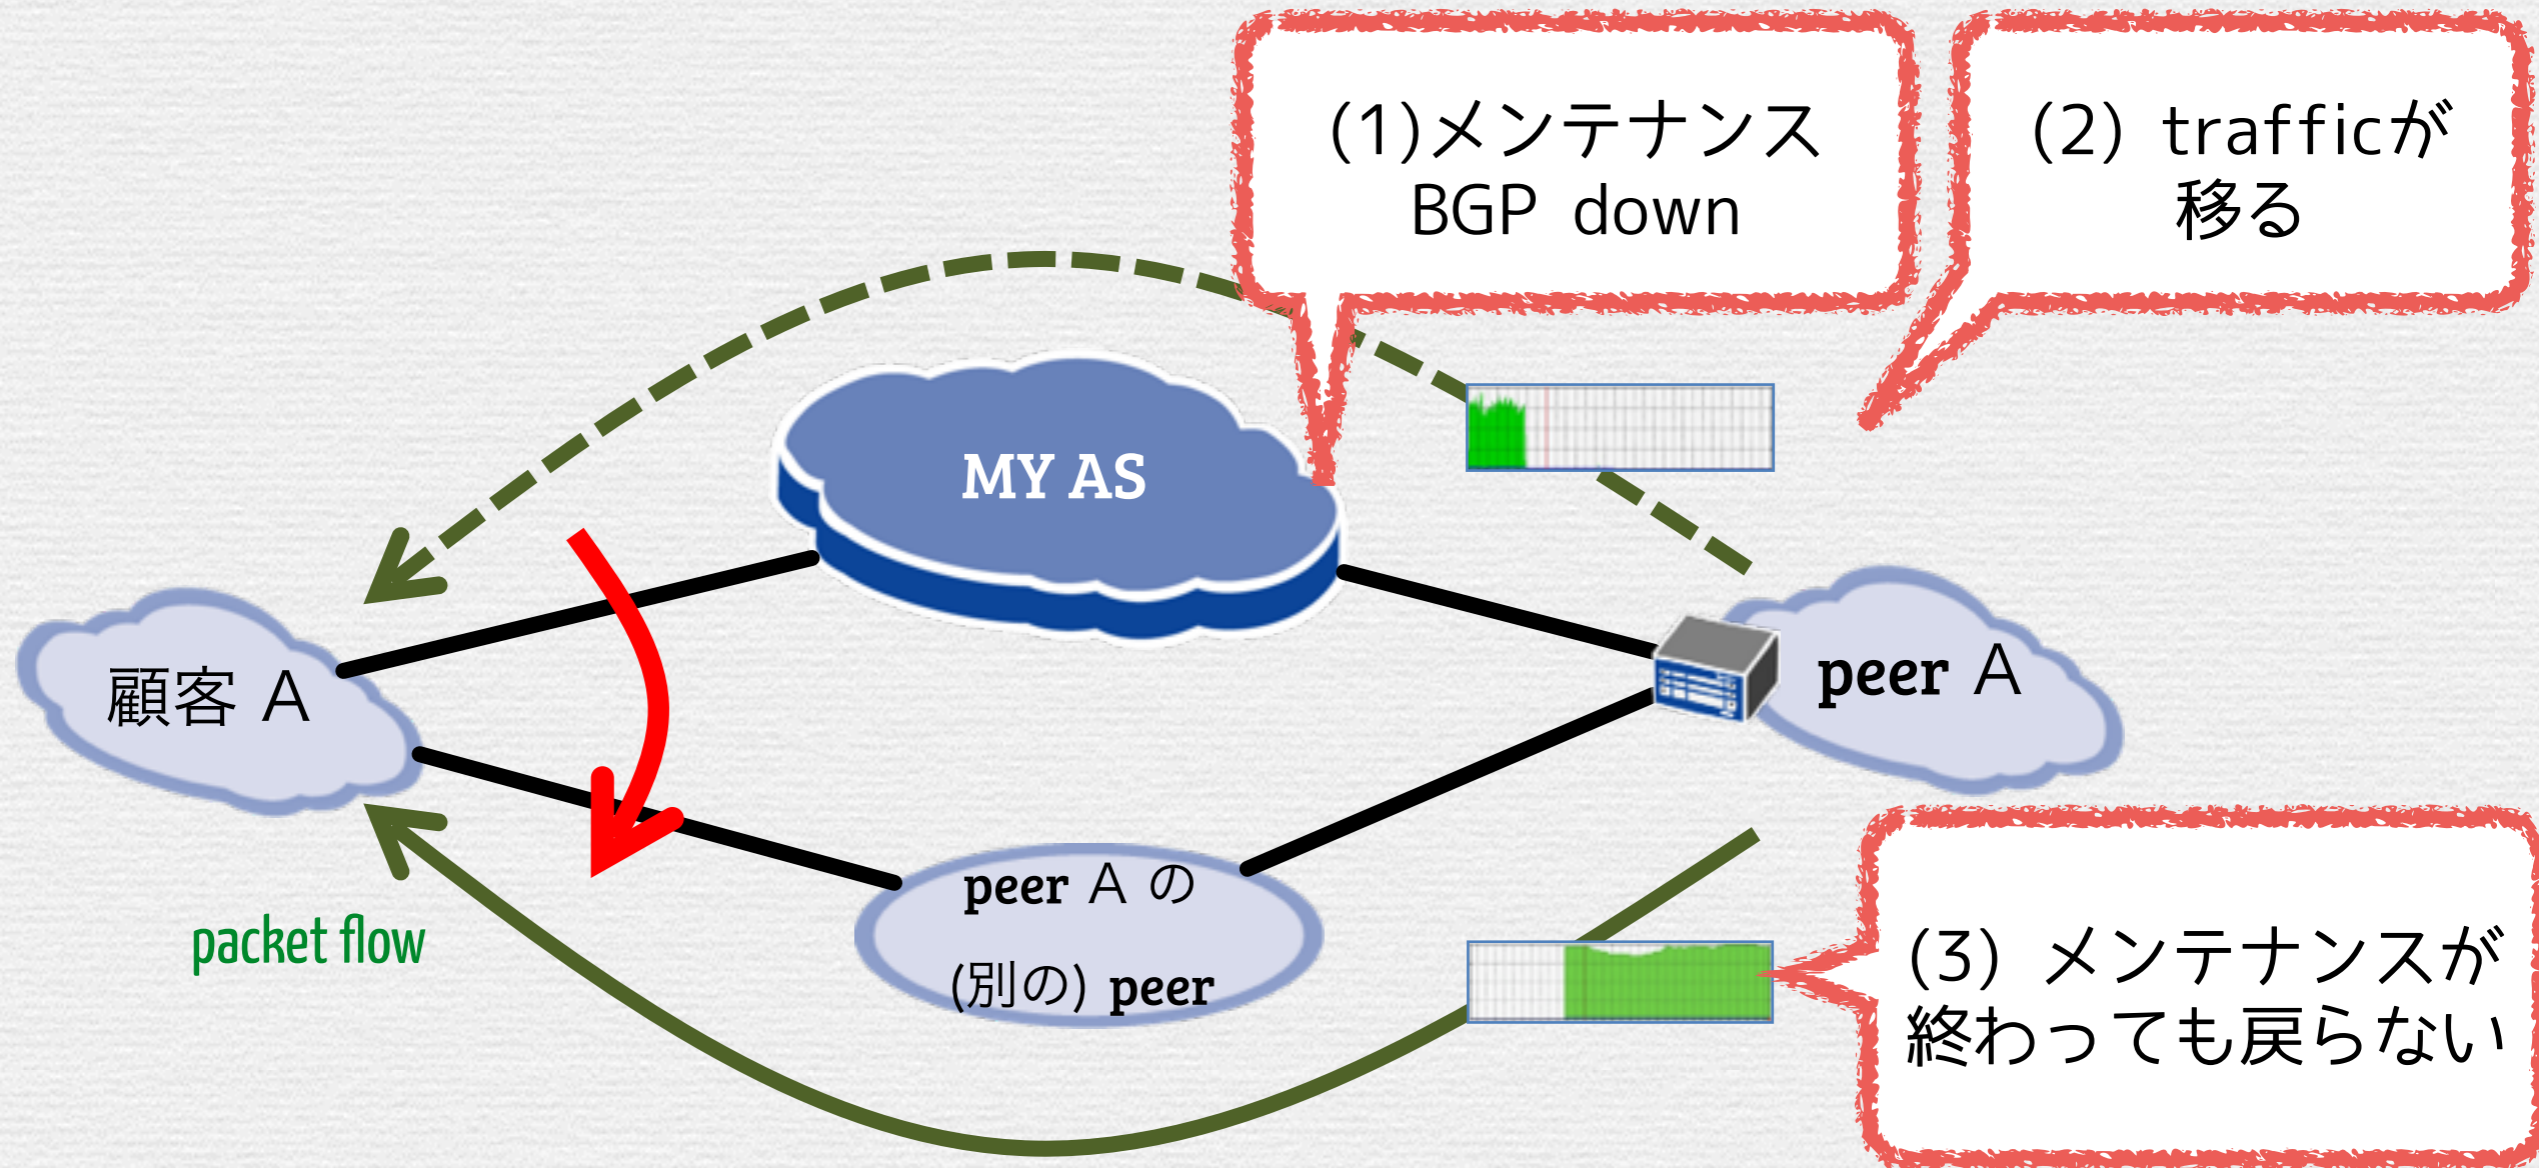 (1)メンテナンス
BGP down
(2) trafficが
移る
MY AS
顧客 A
peer A
packet flow
peer A の
(別の) peer
(3) メンテナンスが
終わっても戻らない